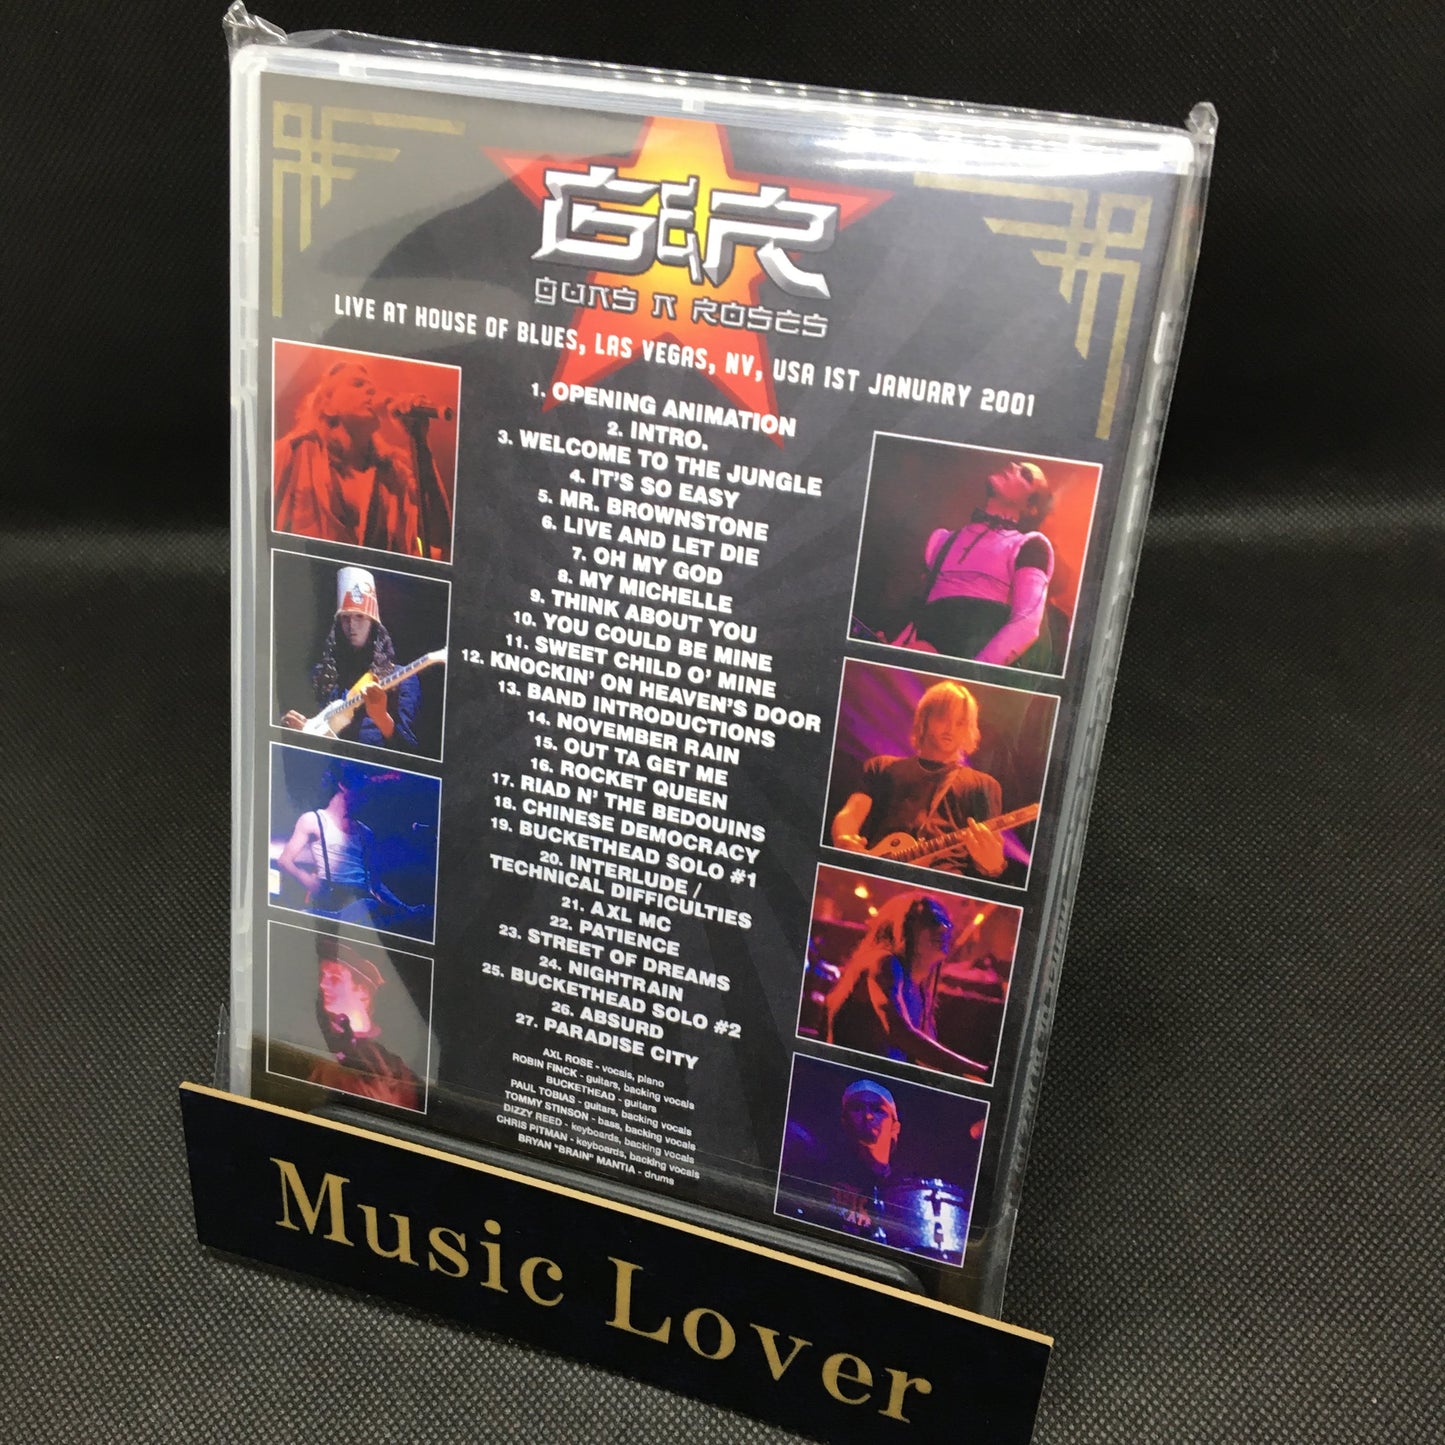 G&R
GUNS N ROSES
LIVE AT HOUSE OF BLUES, LAS VEGAS, NV, USA 1ST JANUARY 2001
1. OPENING ANIMATION
2. INTRO.
3. WELCOME TO THE JUNGLE
4. IT'S SO EASY
5. MR. BROWNSTONE
6. LIVE AND LET DIE
7. OH MY GOD
8. MY MICHELLE
9. THINK ABOUT YOU
10. YOU COULD BE MINE
11. SWEET CHILD O' MINE
12. KNOCKIN' ON HEAVEN'S DOOR
13. BAND INTRODUCTIONS
14. NOVEMBER RAIN
15. OUT TA GET ME
16. ROCKET QUEEN
17. RIAD N' THE BEDOUINS
18. CHINESE DEMOCRACY
19. BUCKETHEAD SOLO #1
20. INTERLUDE /
TECHNICAL DIFFICULTIES
21. AXL MC
22. PATIENCE
23. STREET OF DREAMS
24. NIGHTRAIN
25. BUCKETHEAD SOLO #2
26. ABSURD
27. PARADISE CITY
AXL ROSE - vocals, piano
ROBIN FINCK - guitars, backing vocals
BUCKETHEAD - guitars
PAUL TOBIAS - guitars, backing vocals
TOMMY STINSON - bass, backing vocals
DIZZY REED - keyboards, backing vocals
CHRIS PITMAN - keyboards, backing vocals
BRYAN "BRAIN" MANTIA - drums
Music Lover